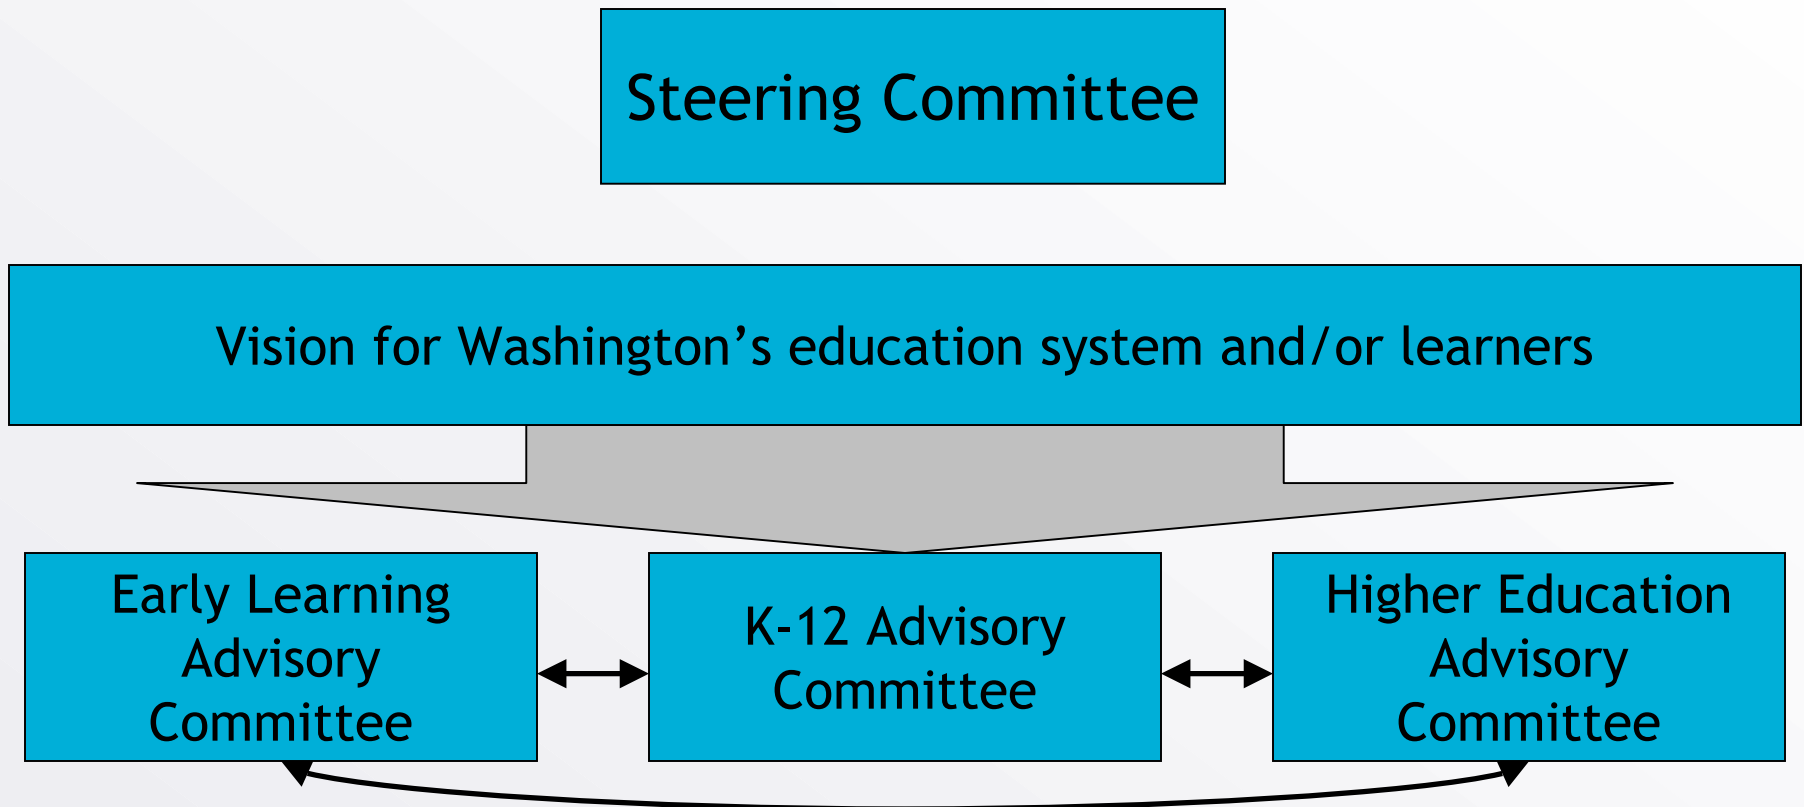 Steering Committee
Vision for Washington’s education system and/or learners
Early Learning
Advisory
Committee
K-12 Advisory
Committee
Higher Education
Advisory
Committee